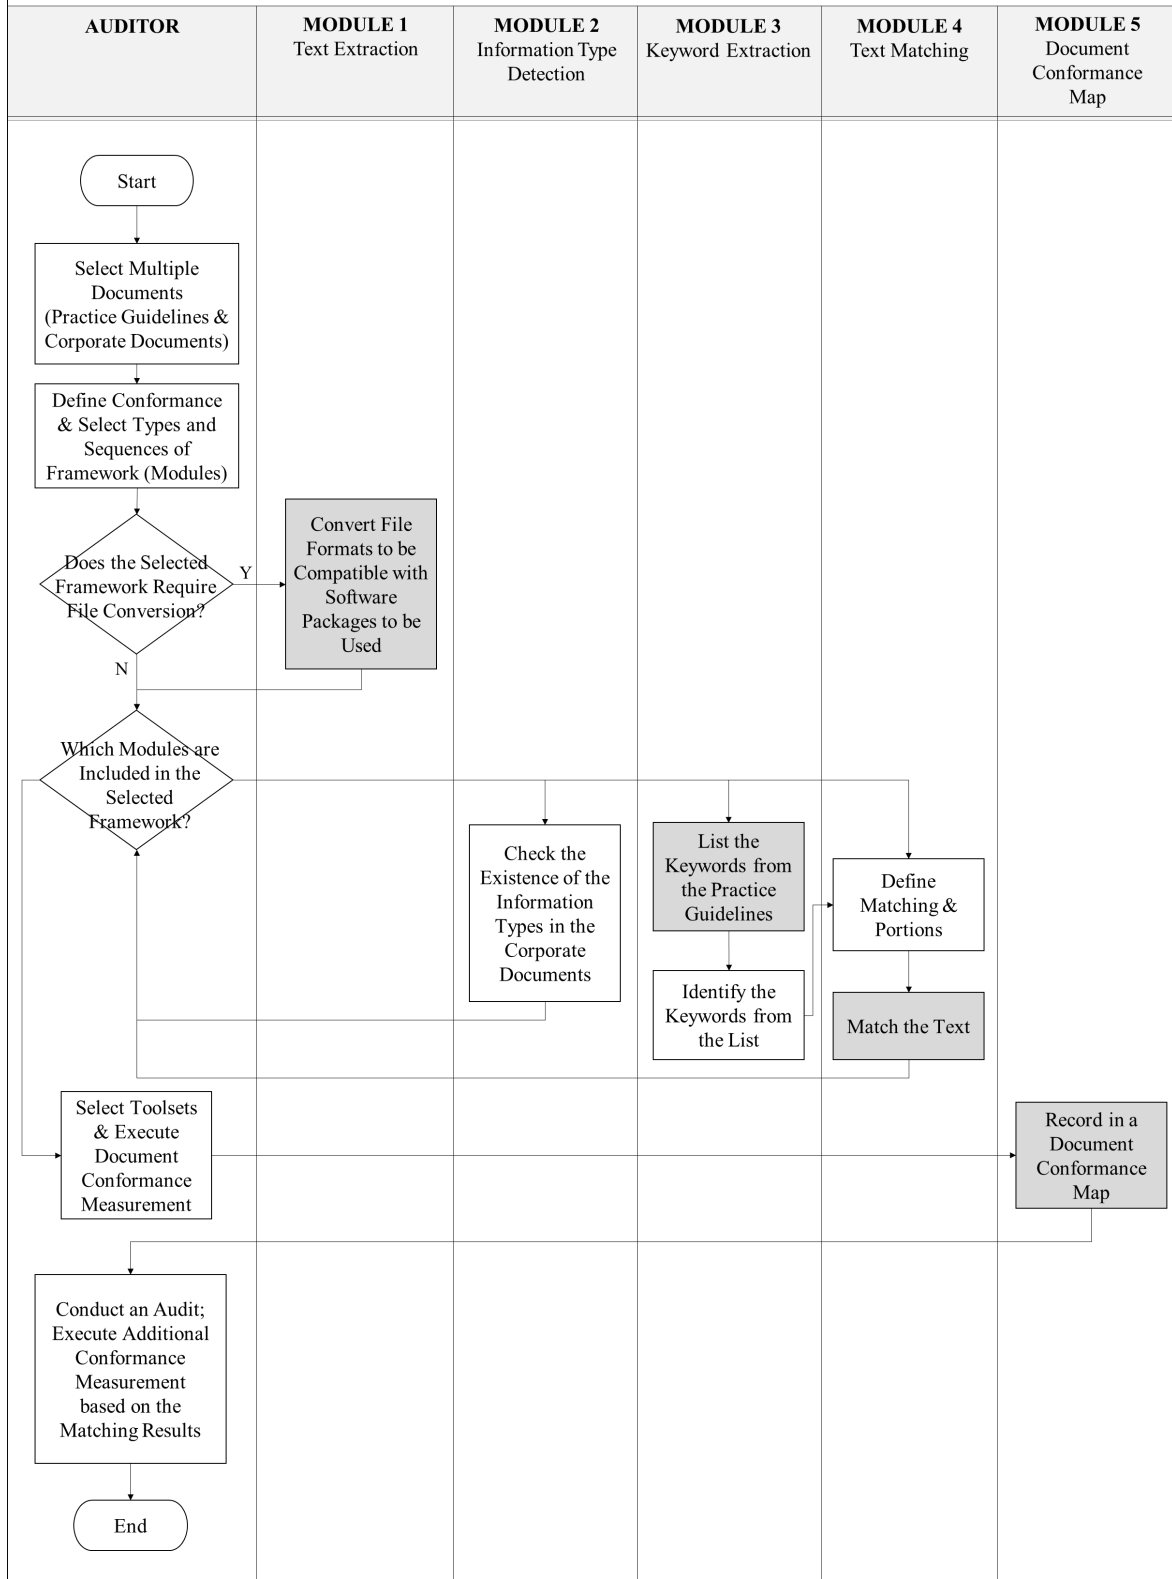 AUDITOR
MODULE 1
Text Extraction
MODULE 2
Information Type
Detection
MODULE 3
Keyword Extraction
MODULE 4
Text Matching
MODULE 5
Document
Conformance
Map
Start
Select Multiple
Documents
(Practice Guidelines &
Corporate Documents)
Define Conformance
& Select Types and
Sequences of
Framework (Modules)
Does the Selected
Framework Require
File Conversion?
Y
N
Convert File
Formats to be
Compatible with
Software
Packages to be
Used
Which Modules are
Included in the
Selected
Framework?
Check the
Existence of the
Information
Types in the
Corporate
Documents
List the
Keywords from
the Practice
Guidelines
Identify the
Keywords from
the List
Define
Matching &
Portions
Match the Text
Select Toolsets
& Execute
Document
Conformance
Measurement
Record in a
Document
Conformance
Map
Conduct an Audit;
Execute Additional
Conformance
Measurement
based on the
Matching Results
End